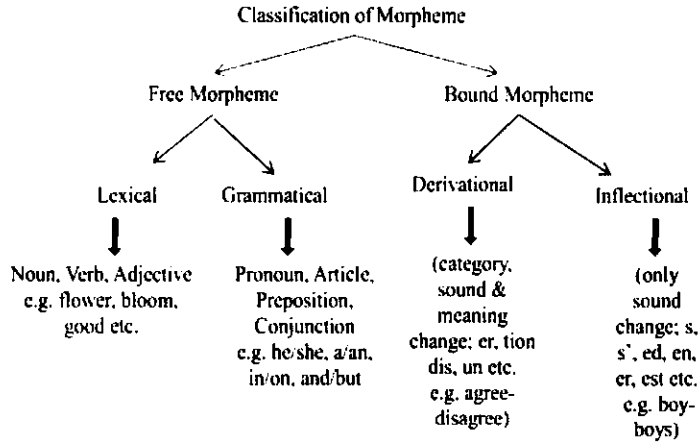 Classification of Morpheme
Free Morpheme
Bound Morpheme
Lexical
Grammatical
Derivational
Inflectional
Noun, Verb, Adjective
e.g. flower, bloom,
good etc.
Pronoun, Article,
Preposition,
Conjunction
e.g. he/she, a/an,
in/on, and/but
(category,
sound &
meaning
change; er, tion
dis, un etc.
e.g. agree-
disagree)
(only
sound
change; s,
s`, ed, en,
er, est etc.
e.g. boy-
boys)